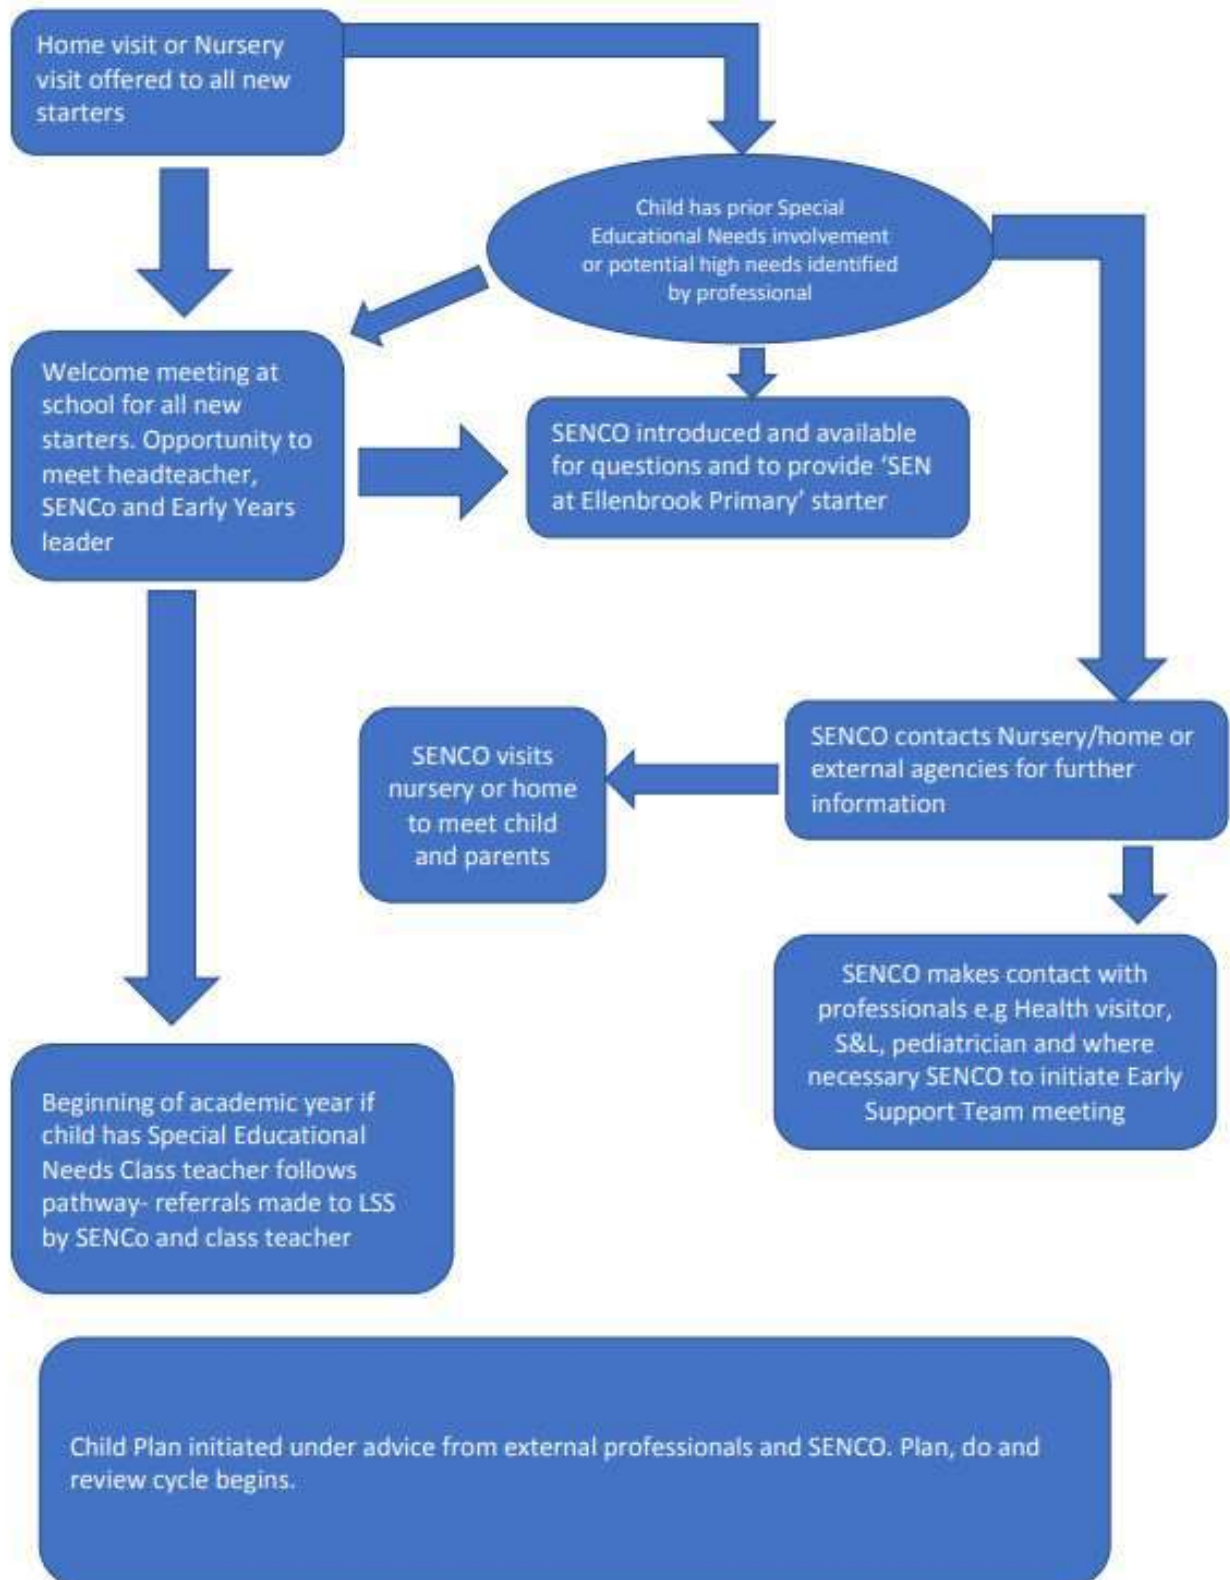 Home visit or Nursery
visit offered to all new
starters
Child has prior Special
Educational Needs involvement
or potential high needs identified
by professional
Welcome meeting at
school for all new
starters. Opportunity to
meet headteacher,
SENCo and Early Years
leader
SENCO introduced and available
for questions and to provide ‘SEN
at Ellenbrook Primary’ starter
SENCO visits
nursery or home
to meet child
and parents
SENCO contacts Nursery/home or
external agencies for further
information
SENCO makes contact with
professionals e.g Health visitor,
S&L, pediatrician and where
necessary SENCO to initiate Early
Support Team meeting
Beginning of academic year if
child has Special Educational
Needs Class teacher follows
pathway- referrals made to LSS
by SENCo and class teacher
Child Plan initiated under advice from external professionals and SENCO. Plan, do and
review cycle begins.